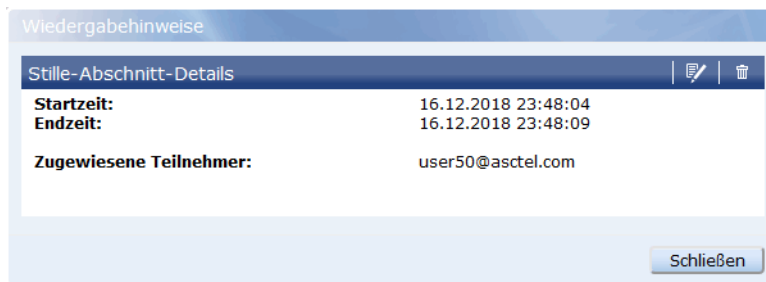 Wiedergabehinweise
Stille-Abschnitt-Details
Startzeit: 16.12.2018 23:48:04
Endzeit: 16.12.2018 23:48:09
Zugewiesene Teilnehmer: user50@asctel.com
Schließen